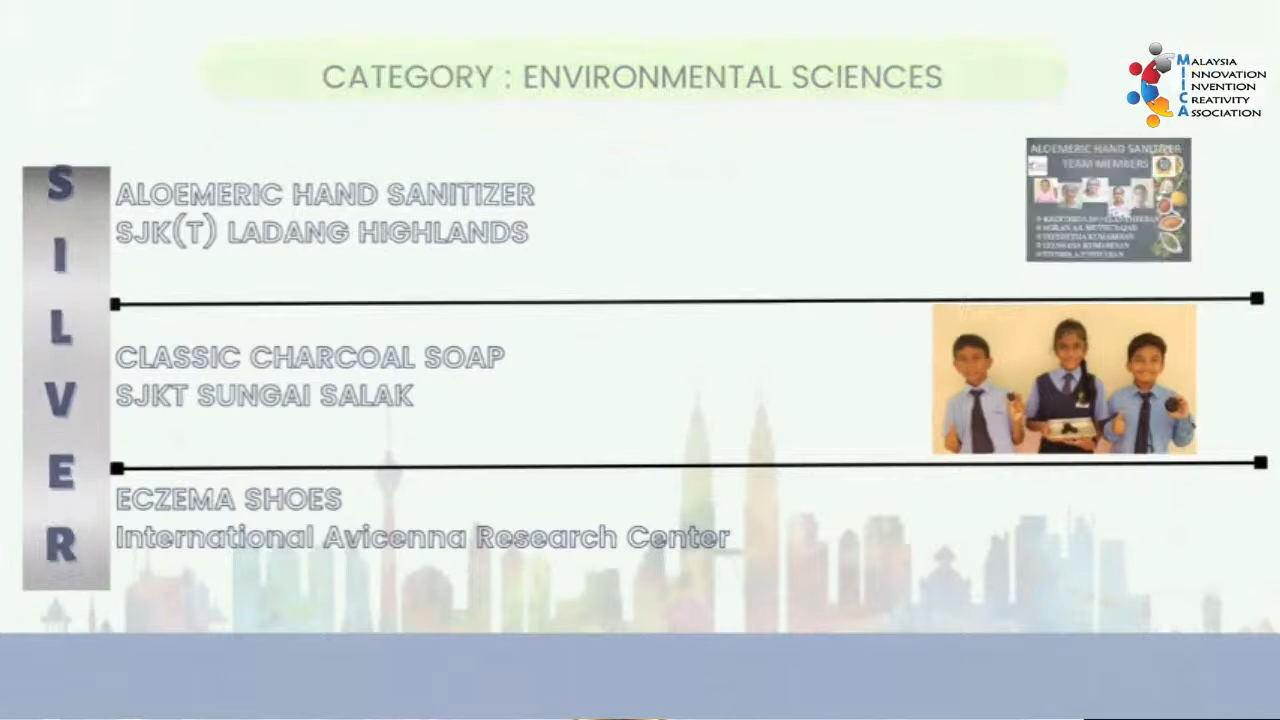 CATEGORY : ENVIRONMENTAL SCIENCES
MALAYSIA
INNOVATION
INVENTION
CREATIVITY
ASSOCIATION
SILVER
ALOEMERIC HAND SANITIZER
SJK(T) LADANG HIGHLANDS
ALOEMERIC HAND SANITIZER
TEAM MEMBERS
CLASSIC CHARCOAL SOAP
SJKT SUNGAI SALAK
ECZEMA SHOES
International Avicenna Research Center